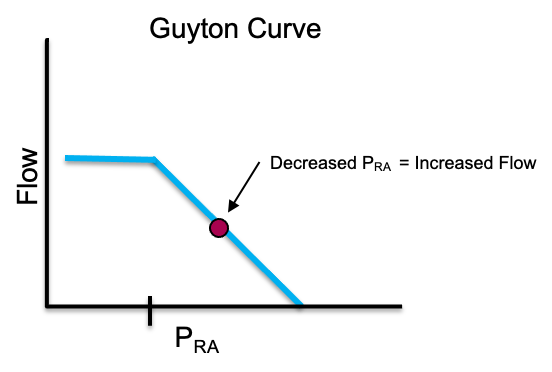 Guyton Curve
Decreased PRA = Increased Flow
Flow
PRA